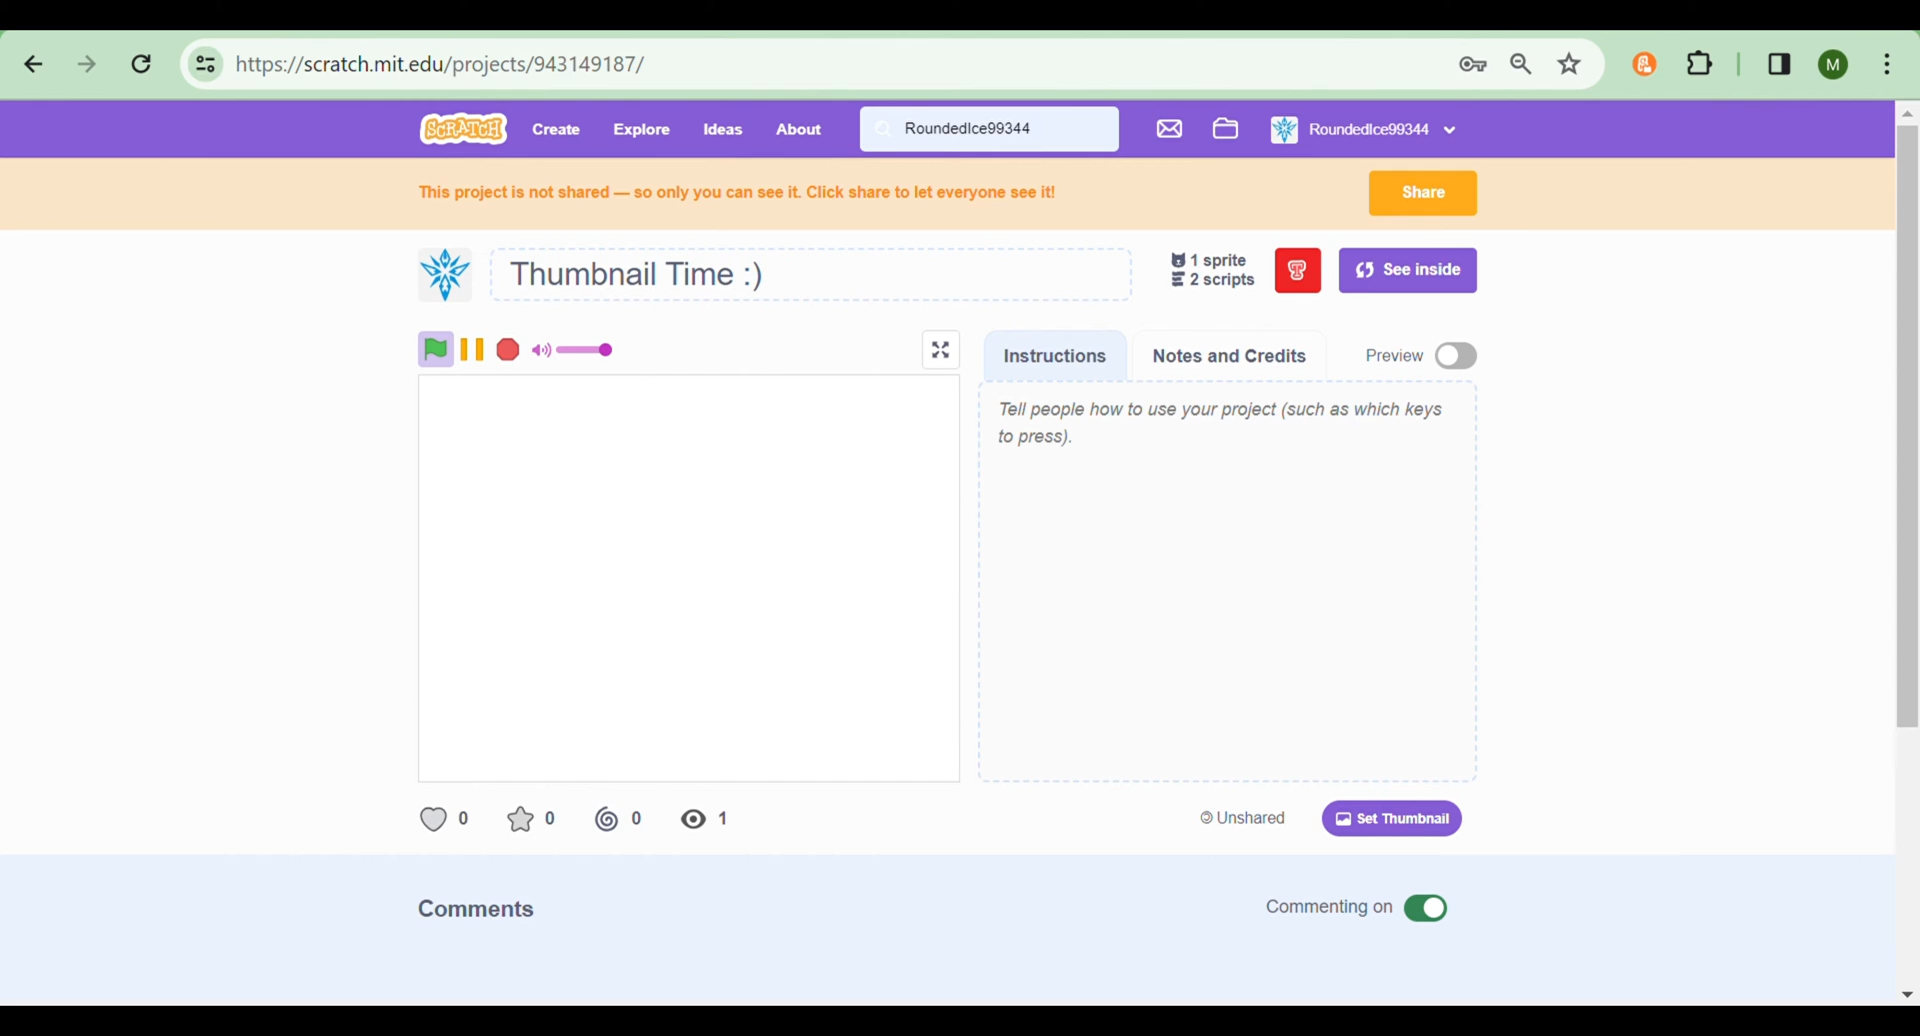 https://scratch.mit.edu/projects/943149187/
M
SCRATCH Create Explore Ideas About RoundedIce99344 RoundedIce99344
This project is not shared — so only you can see it. Click share to let everyone see it! Share
Thumbnail Time :)
1 sprite
2 scripts
T
See inside
Instructions Notes and Credits Preview
Tell people how to use your project (such as which keys
to press).
0 0 0 1 Unshared Set Thumbnail
Comments Commenting on